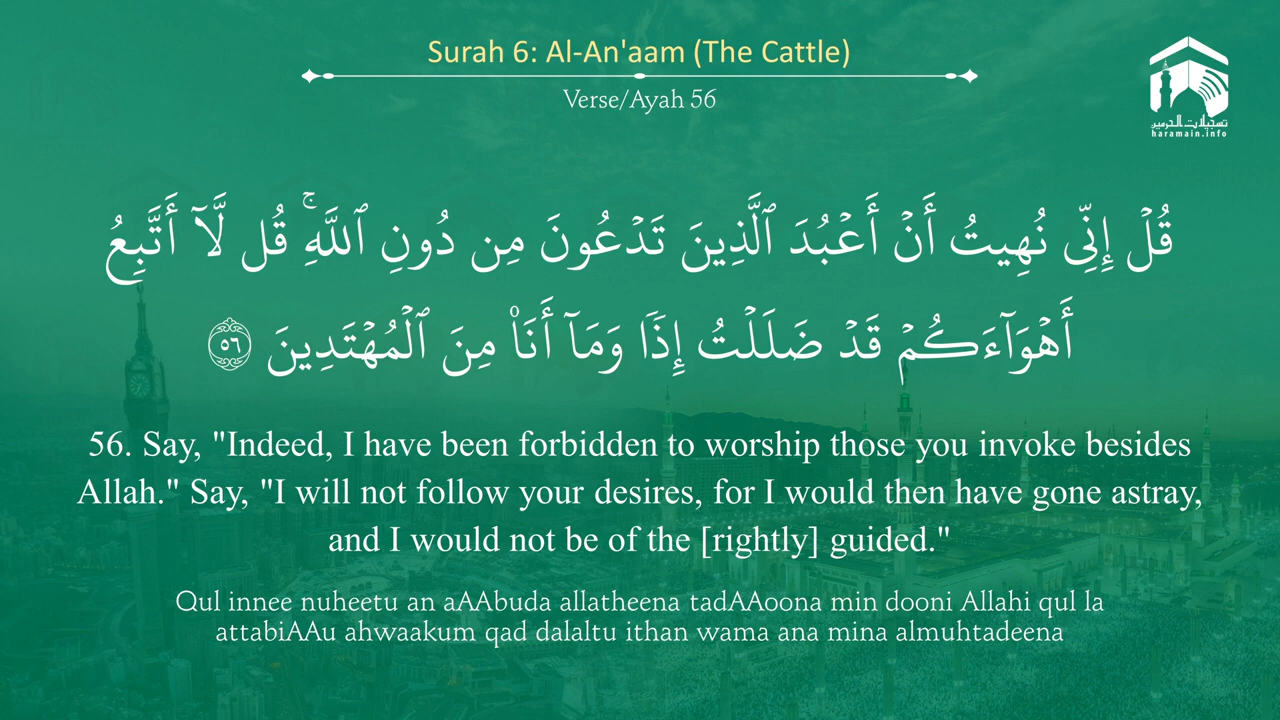 Surah 6: Al-An'aam (The Cattle)
Verse/Ayah 56
تسجيلات الحرمين
haramain.info
قُلْ إِنِّى نُهِيتُ أَنْ أَعْبُدَ ٱلَّذِينَ تَدْعُونَ مِن دُونِ ٱللَّهِ ۚ قُل لَّآ أَتَّبِعُ
أَهْوَآءَكُمْ قَدْ ضَلَلْتُ إِذًا وَمَآ أَنَا۠ مِنَ ٱلْمُهْتَدِينَ ٥٦
56. Say, "Indeed, I have been forbidden to worship those you invoke besides
Allah." Say, "I will not follow your desires, for I would then have gone astray,
and I would not be of the [rightly] guided."
Qul innee nuheetu an aAAbuda allatheena tadAAoona min dooni Allahi qul la
attabiAAu ahwaakum qad dalaltu ithan wama ana mina almuhtadeena